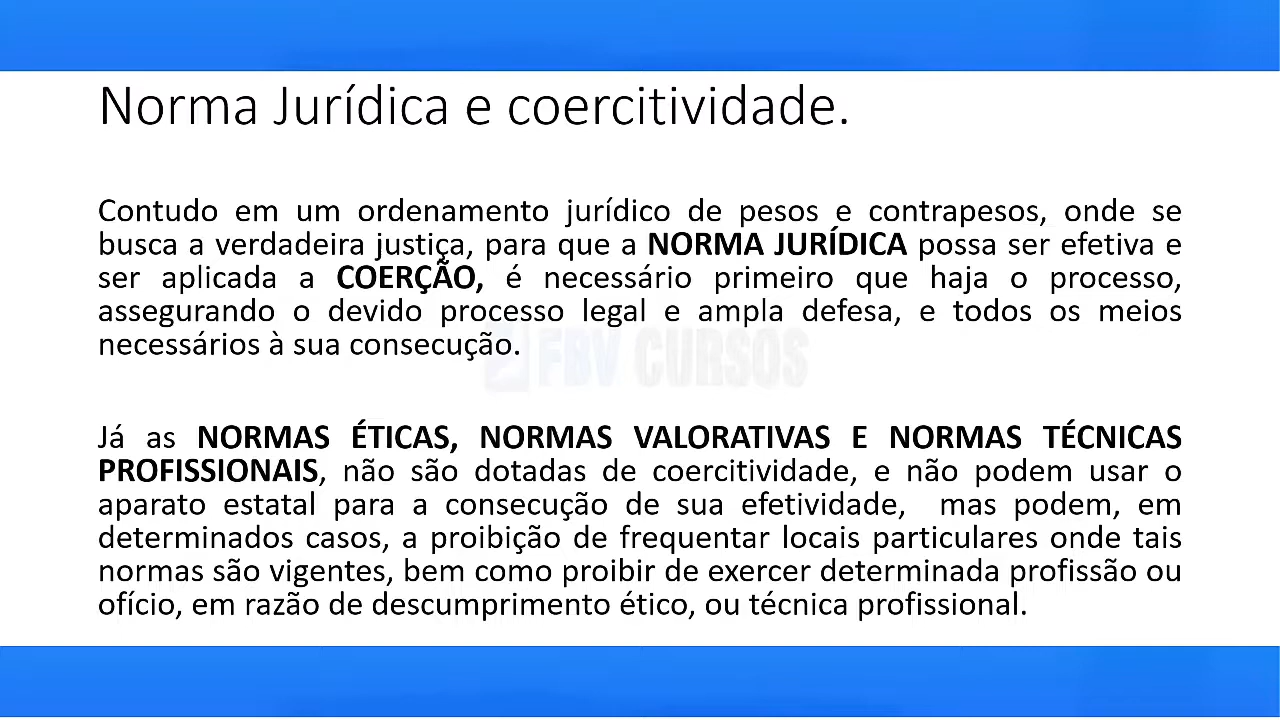 Norma Jurídica e coercitividade.
Contudo em um ordenamento jurídico de pesos e contrapesos, onde se
busca a verdadeira justiça, para que a NORMA JURÍDICA possa ser efetiva e
ser aplicada a COERÇÃO, é necessário primeiro que haja o processo,
assegurando o devido processo legal e ampla defesa, e todos os meios
necessários à sua consecução.
FBV CURSOS
Já as NORMAS ÉTICAS, NORMAS VALORATIVAS E NORMAS TÉCNICAS
PROFISSIONAIS, não são dotadas de coercitividade, e não podem usar o
aparato estatal para a consecução de sua efetividade, mas podem, em
determinados casos, a proibição de frequentar locais particulares onde tais
normas são vigentes, bem como proibir de exercer determinada profissão ou
ofício, em razão de descumprimento ético, ou técnica profissional.